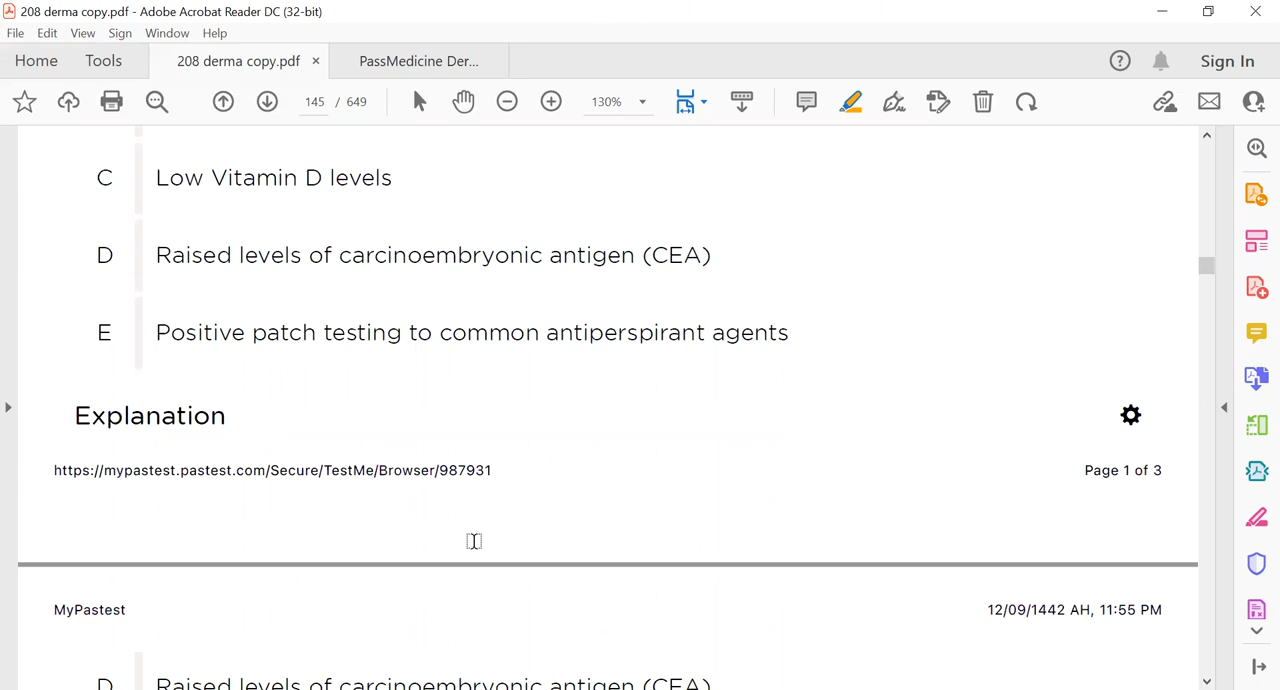 208 derma copy.pdf - Adobe Acrobat Reader DC (32-bit)
File Edit View Sign Window Help
Home Tools 208 derma copy.pdf × PassMedicine Der... Sign In
145 / 649 130%
C Low Vitamin D levels
D Raised levels of carcinoembryonic antigen (CEA)
E Positive patch testing to common antiperspirant agents
Explanation
https://mypastest.pastest.com/Secure/TestMe/Browser/987931 Page 1 of 3
MyPastest 12/09/1442 AH, 11:55 PM
D Raised levels of carcinoembryonic antigen (CEA)